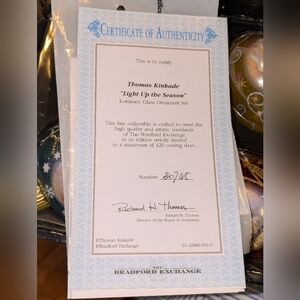 CERTIFICATE OF AUTHENTICITY
This is to certify
Thomas Kinkade
"Light Up the Season"
Luminary Glass Ornament Set
This fine collectible is crafted to meet the
high quality and artistic standards
of The Bradford Exchange
in an edition strictly limited
to a maximum of 120 casting days.
Number
Richard H. Thomas
Richard H. Thomas
Director of the Board of Governors
©Thomas Kinkade
©Bradford Exchange
THE
BRADFORD EXCHANGE